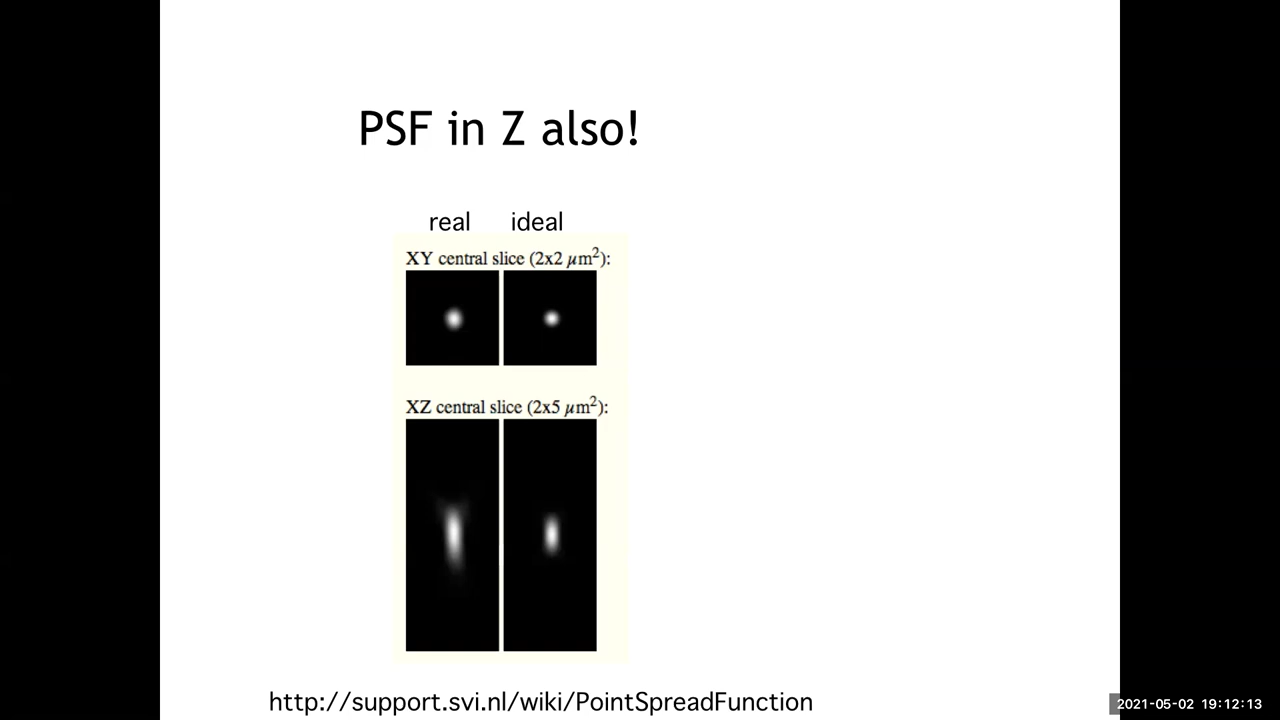 PSF in Z also!
real ideal
XY central slice (2x2 μm²):
XZ central slice (2x5 μm²):
http://support.svi.nl/wiki/PointSpreadFunction
2021-05-02 19:12:13